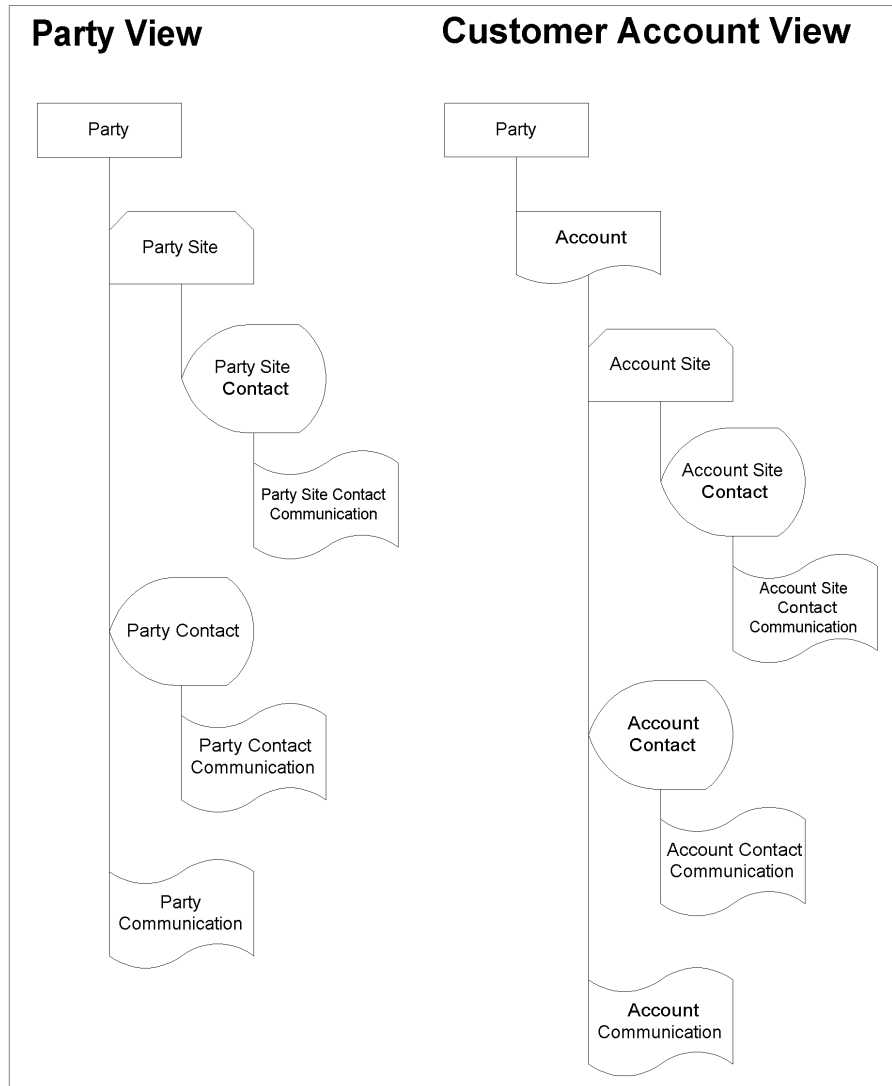 Party View
Party
Party Site
Party Site
Contact
Party Site Contact
Communication
Party Contact
Party Contact
Communication
Party
Communication
Customer Account View
Party
Account
Account Site
Account Site
Contact
Account Site
Contact
Communication
Account
Contact
Account Contact
Communication
Account
Communication